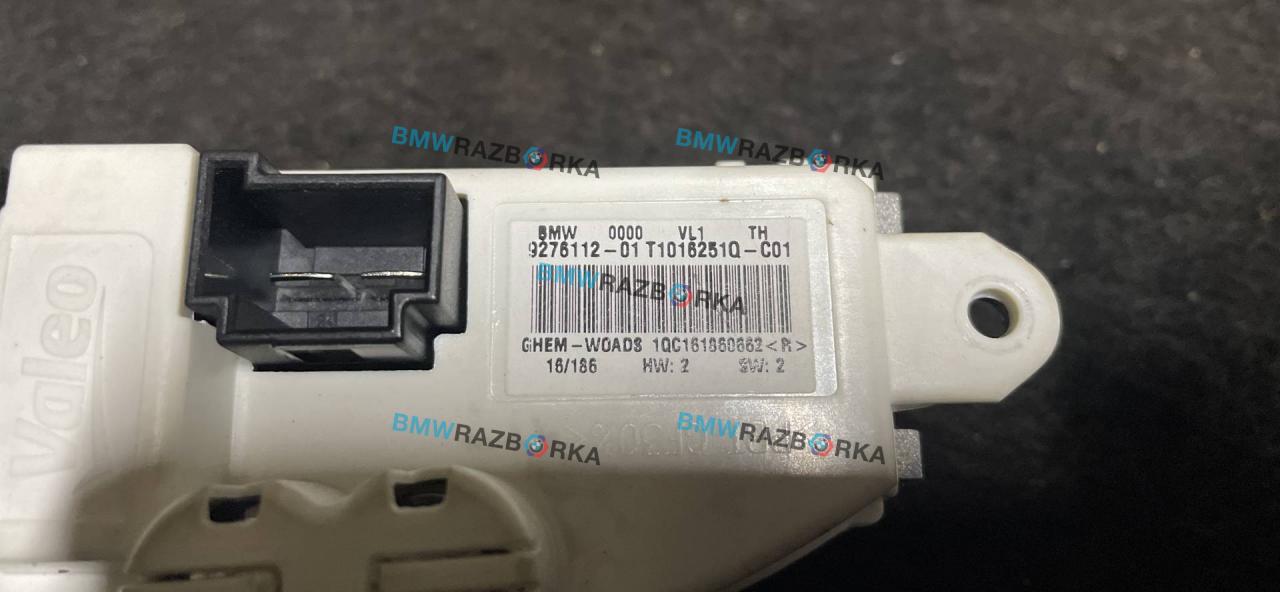 BMWRAZBORKA
BMWRAZBORKA
BMW 0000 VL1 TH
9276112-01 T1016251Q-C01
BMWRAZBORKA
GHEM-WOADS 1QC161860662<R>
16/186 HW: 2 SW: 2
Valeo
BMWRAZBORKA
BMWRAZBORKA